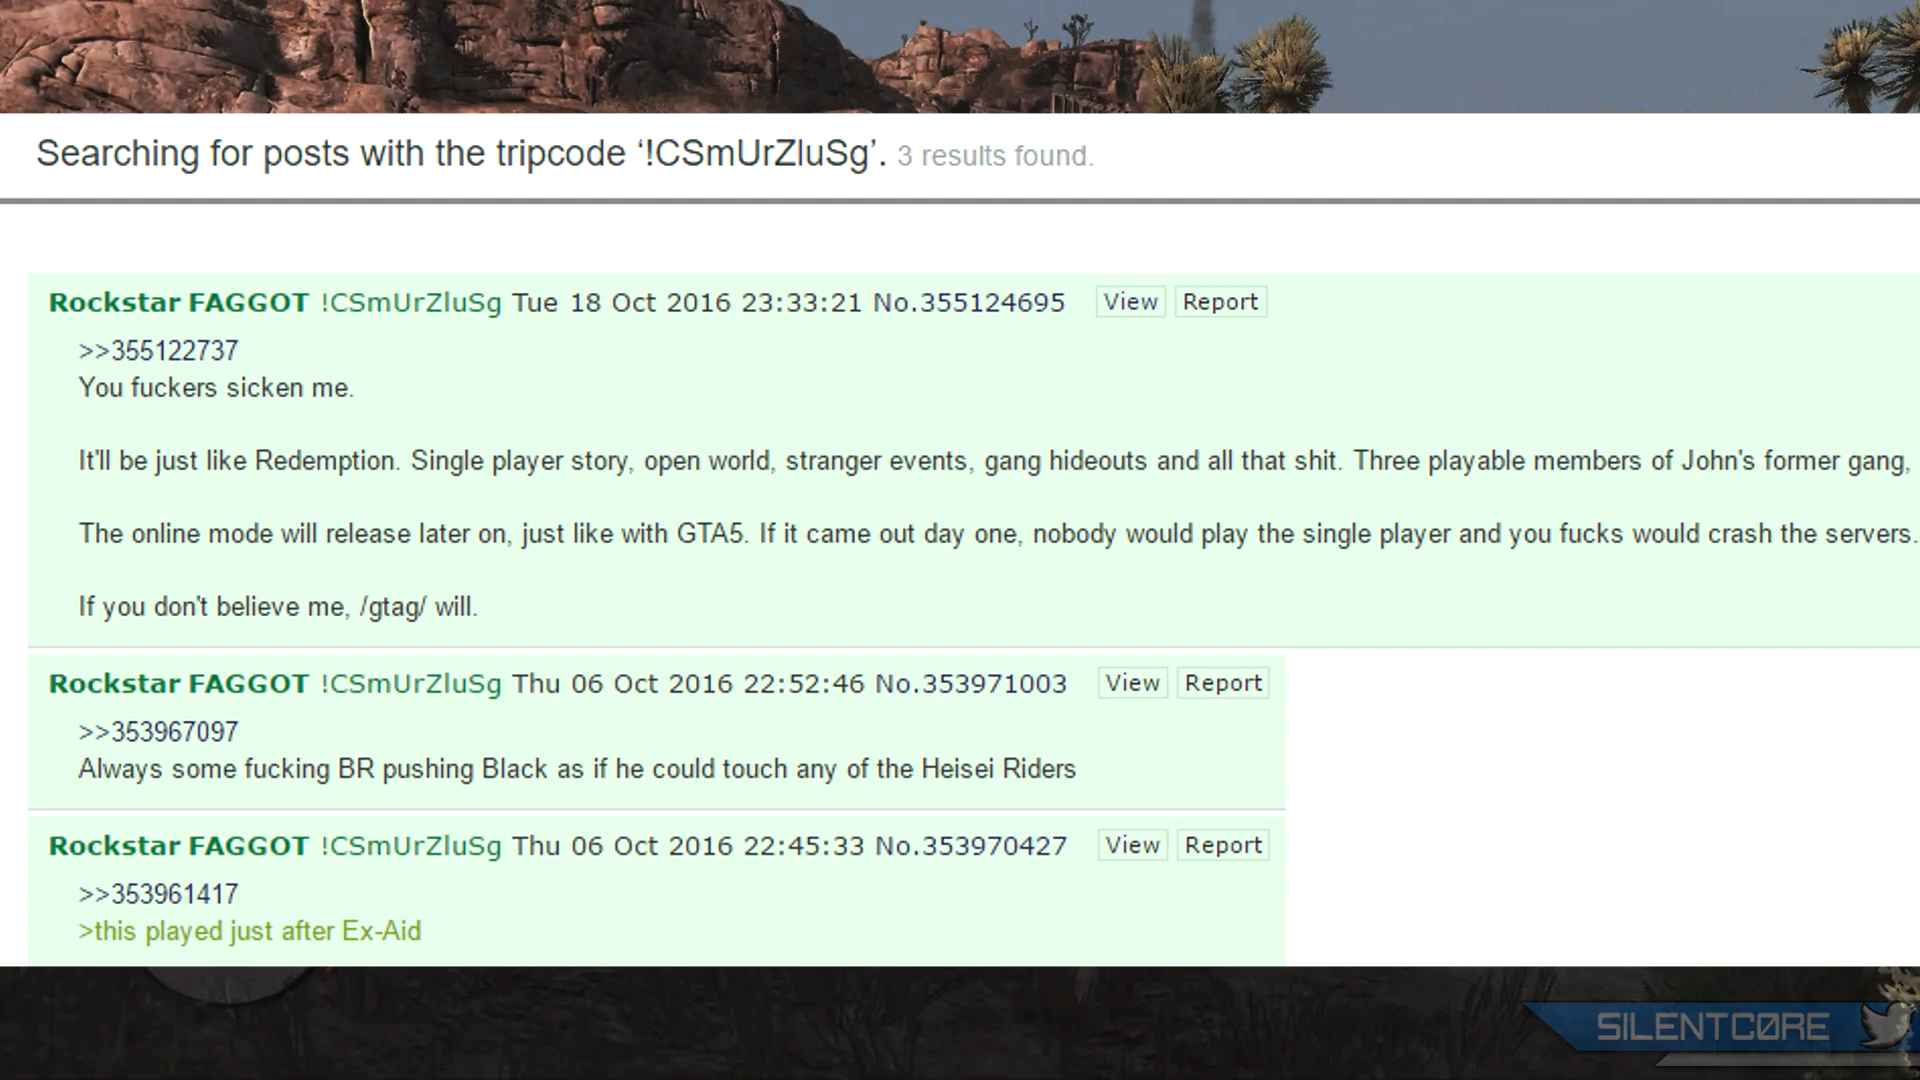 Searching for posts with the tripcode ‘!CSmUrZluSg’. 3 results found.
Rockstar FAGGOT !CSmUrZluSg Tue 18 Oct 2016 23:33:21 No.355124695 View Report
>>355122737
You fuckers sicken me.
It'll be just like Redemption. Single player story, open world, stranger events, gang hideouts and all that shit. Three playable members of John's former gang,
The online mode will release later on, just like with GTA5. If it came out day one, nobody would play the single player and you fucks would crash the servers.
If you don't believe me, /gtag/ will.
Rockstar FAGGOT !CSmUrZluSg Thu 06 Oct 2016 22:52:46 No.353971003 View Report
>>353967097
Always some fucking BR pushing Black as if he could touch any of the Heisei Riders
Rockstar FAGGOT !CSmUrZluSg Thu 06 Oct 2016 22:45:33 No.353970427 View Report
>>353961417
>this played just after Ex-Aid
SILENTCØRE